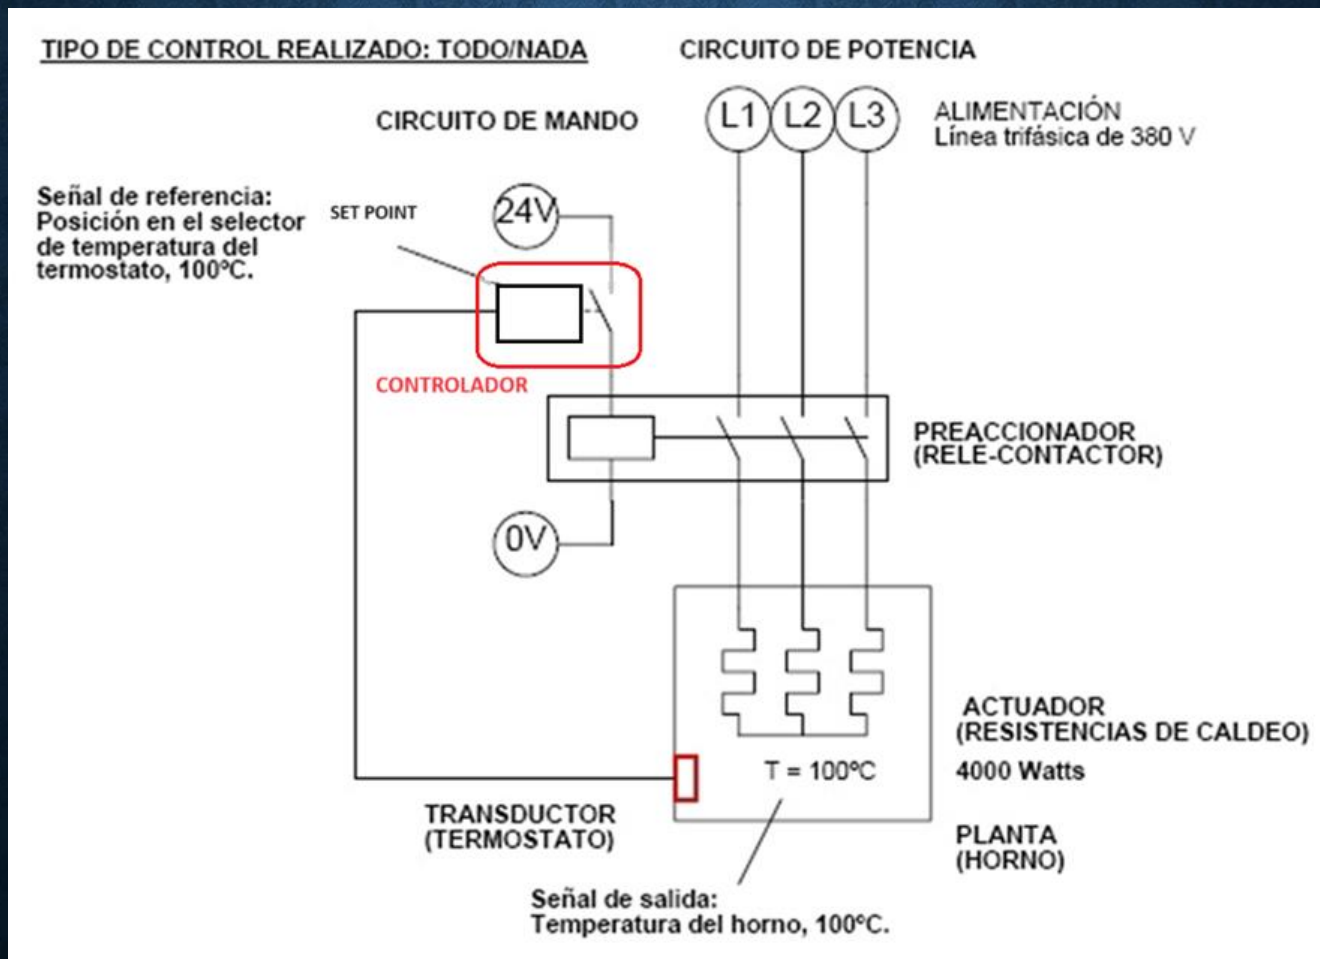 TIPO DE CONTROL REALIZADO: TODO/NADA
CIRCUITO DE POTENCIA
CIRCUITO DE MANDO
L1
L2
L3
ALIMENTACIÓN
Línea trifásica de 380 V
Señal de referencia:
Posición en el selector
de temperatura del
termostato, 100ºC.
SET POINT
24V
CONTROLADOR
PREACCIONADOR
(RELE-CONTACTOR)
0V
ACTUADOR
(RESISTENCIAS DE CALDEO)
4000 Watts
T = 100ºC
TRANSDUCTOR
(TERMOSTATO)
PLANTA
(HORNO)
Señal de salida:
Temperatura del horno, 100ºC.